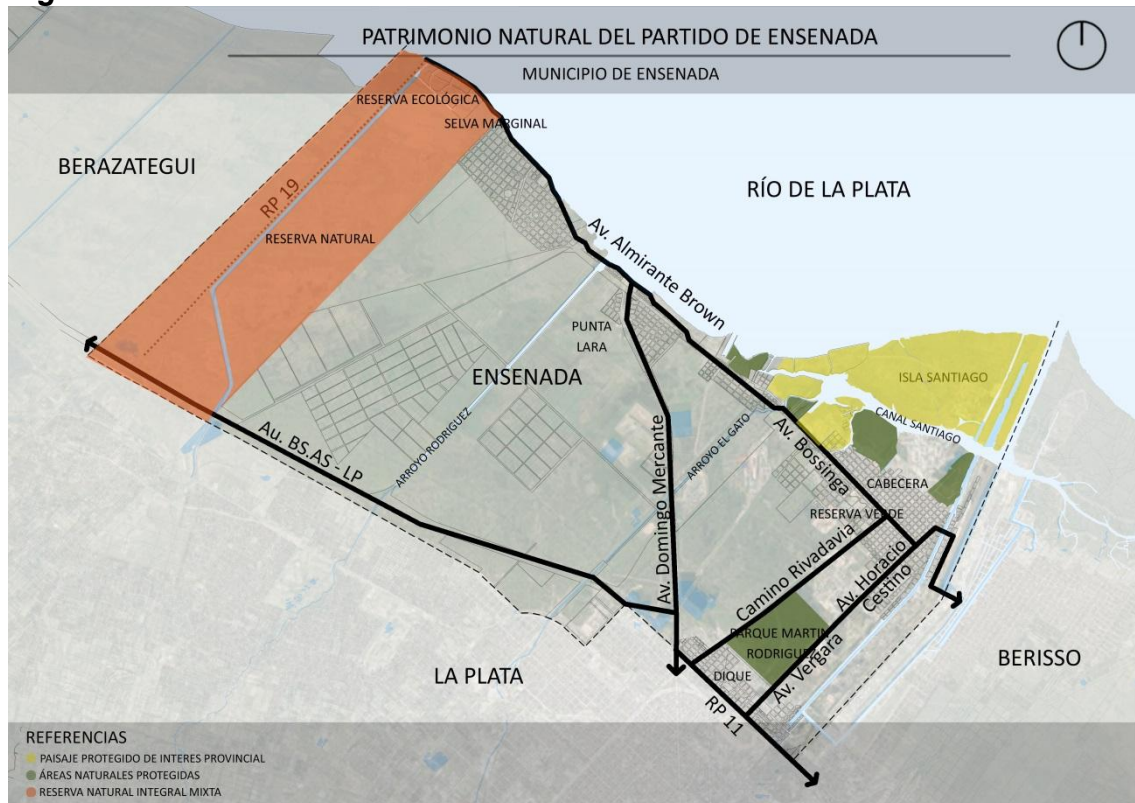 PATRIMONIO NATURAL DEL PARTIDO DE ENSENADA
MUNICIPIO DE ENSENADA
RESERVA ECOLÓGICA
SELVA MARGINAL
BERAZATEGUI
RÍO DE LA PLATA
RP 19
RESERVA NATURAL
Av. Almirante Brown
PUNTA
LARA
ENSENADA
ISLA SANTIAGO
CANAL SANTIAGO
ARROYO RODRIGUEZ
Au. BS.AS - LP
Av. Domingo Mercante
ARROYO EL GATO
Av. Bossinga
CABECERA
RESERVA VERDE
Camino Rivadavia
Av. Horacio
Cestino
PARQUE MARTIN
RODRIGUEZ
Av. Vergara
DIQUE
RP 11
LA PLATA
BERISSO
REFERENCIAS
PAISAJE PROTEGIDO DE INTERES PROVINCIAL
ÁREAS NATURALES PROTEGIDAS
RESERVA NATURAL INTEGRAL MIXTA